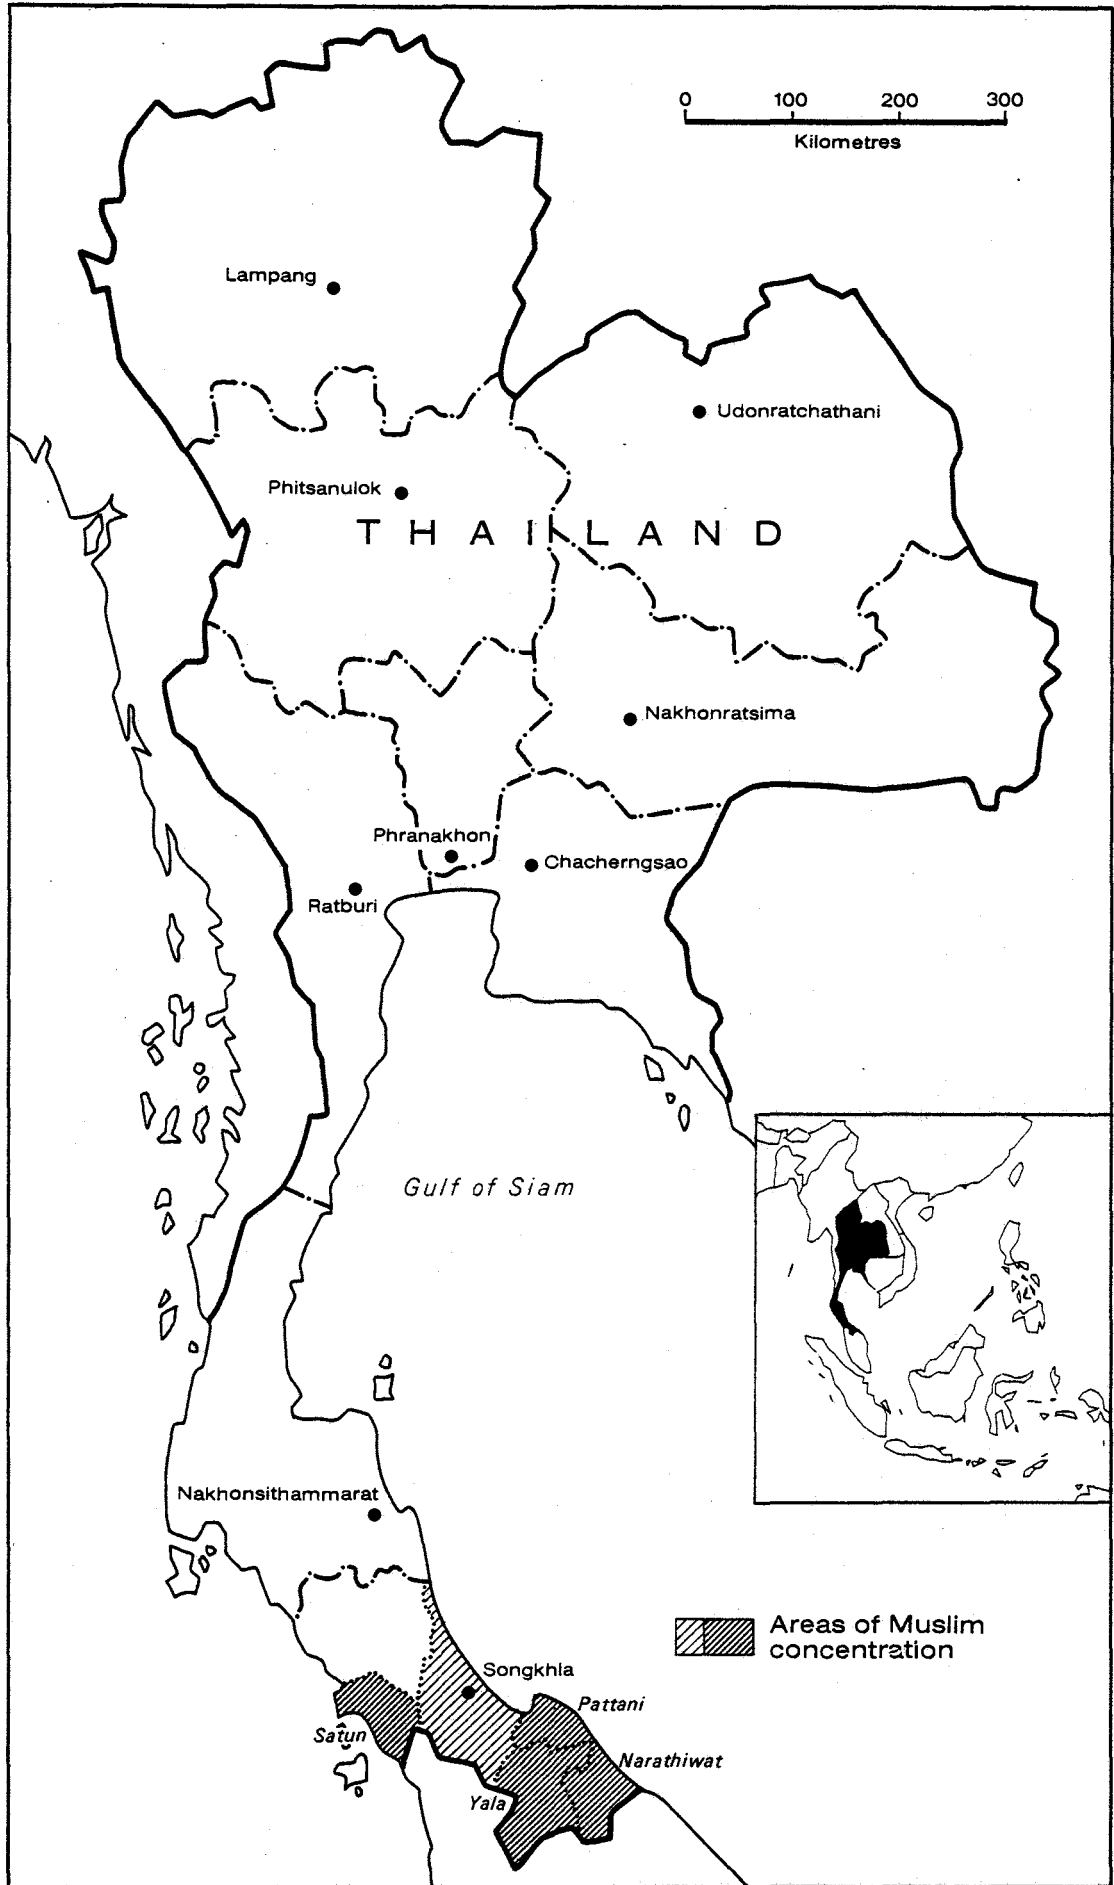 0 100 200 300
Kilometres
Lampang
Udonratchathani
Phitsanulok
THAILAND
Nakhonratsima
Phranakhon
Chacherngsao
Ratburi
Gulf of Siam
Nakhonsithammarat
Areas of Muslim
concentration
Songkhla
Pattani
Satun
Narathiwat
Yala